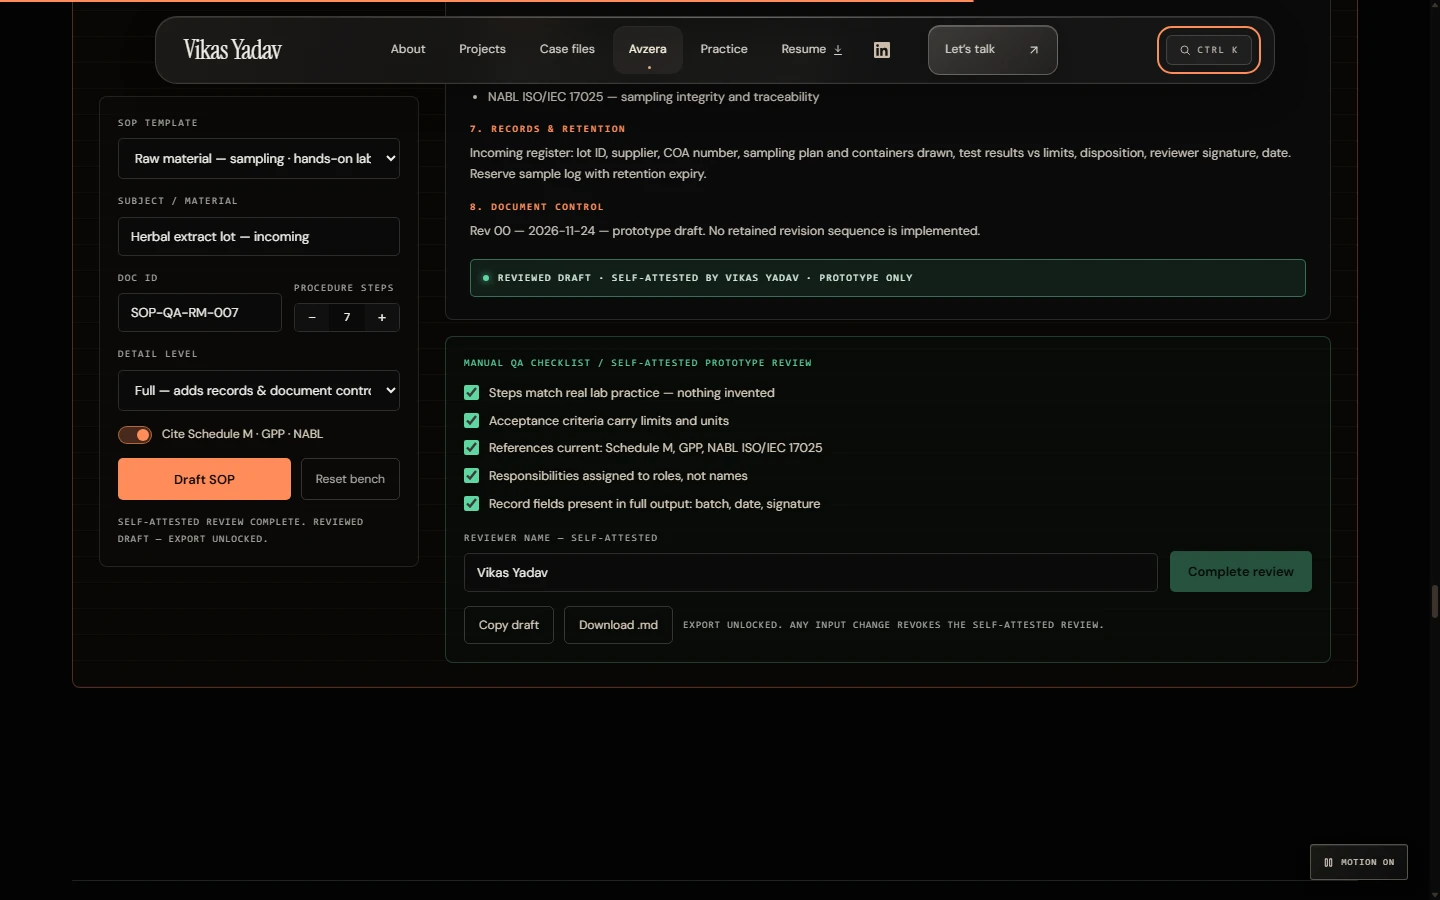 Vikas Yadav
About
Projects
Case files
Avzera
Practice
Resume
in
Let's talk
CTRL K
SOP TEMPLATE
Raw material — sampling · hands-on lab
SUBJECT / MATERIAL
Herbal extract lot — incoming
DOC ID
SOP-QA-RM-007
PROCEDURE STEPS
− 7 +
DETAIL LEVEL
Full — adds records & document contro
Cite Schedule M · GPP · NABL
Draft SOP
Reset bench
SELF-ATTESTED REVIEW COMPLETE. REVIEWED
DRAFT — EXPORT UNLOCKED.
• NABL ISO/IEC 17025 — sampling integrity and traceability
7. RECORDS & RETENTION
Incoming register: lot ID, supplier, COA number, sampling plan and containers drawn, test results vs limits, disposition, reviewer signature, date.
Reserve sample log with retention expiry.
8. DOCUMENT CONTROL
Rev 00 — 2026-11-24 — prototype draft. No retained revision sequence is implemented.
REVIEWED DRAFT · SELF-ATTESTED BY VIKAS YADAV · PROTOTYPE ONLY
MANUAL QA CHECKLIST / SELF-ATTESTED PROTOTYPE REVIEW
Steps match real lab practice — nothing invented
Acceptance criteria carry limits and units
References current: Schedule M, GPP, NABL ISO/IEC 17025
Responsibilities assigned to roles, not names
Record fields present in full output: batch, date, signature
REVIEWER NAME — SELF-ATTESTED
Vikas Yadav
Complete review
Copy draft
Download .md
EXPORT UNLOCKED. ANY INPUT CHANGE REVOKES THE SELF-ATTESTED REVIEW.
MOTION ON